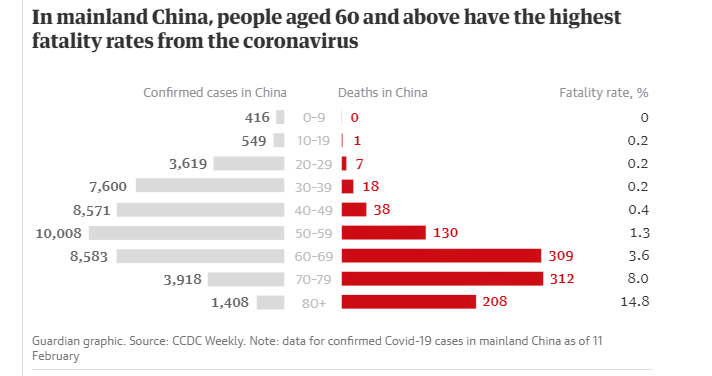 In mainland China, people aged 60 and above have the highest
fatality rates from the coronavirus
Confirmed cases in China Deaths in China Fatality rate, %
416 0-9 0 0
549 10-19 1 0.2
3,619 20-29 7 0.2
7,600 30-39 18 0.2
8,571 40-49 38 0.4
10,008 50-59 130 1.3
8,583 60-69 309 3.6
3,918 70-79 312 8.0
1,408 80+ 208 14.8
Guardian graphic. Source: CCDC Weekly. Note: data for confirmed Covid-19 cases in mainland China as of 11
February